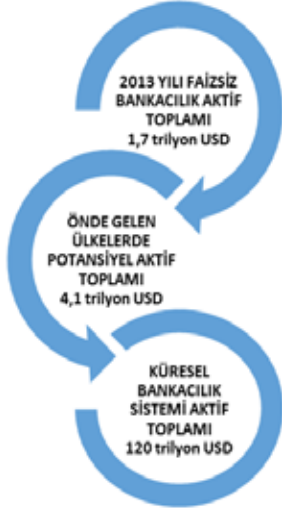 2013 YILI FAİZSİZ
BANKACILIK AKTİF
TOPLAMI
1,7 trilyon USD
ÖNDE GELEN
ÜLKELERDE
POTANSİYEL AKTİF
TOPLAMI
4,1 trilyon USD
KÜRESEL
BANKACILIK
SİSTEMİ AKTİF
TOPLAMI
120 trilyon USD